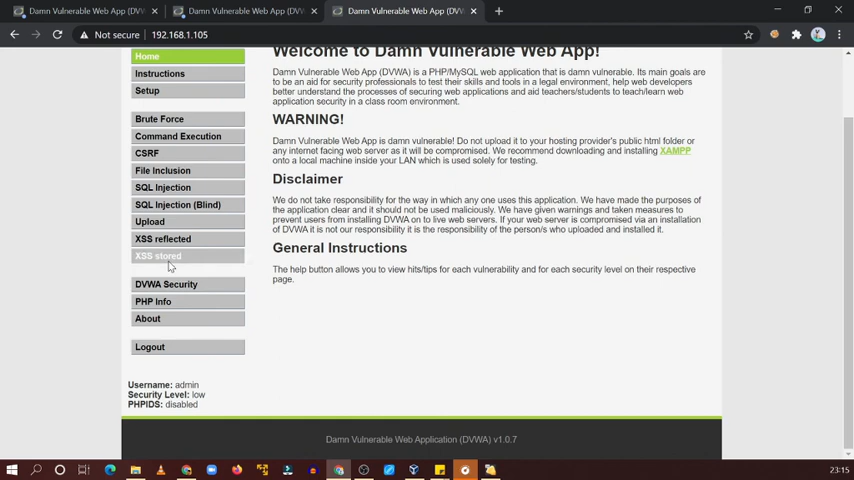 Damn Vulnerable Web App (DVW
Damn Vulnerable Web App (DVW
Damn Vulnerable Web App (DVW
Not secure
192.168.1.105
Home
Instructions
Setup
Brute Force
Command Execution
CSRF
File Inclusion
SQL Injection
SQL Injection (Blind)
Upload
XSS reflected
XSS stored
DVWA Security
PHP Info
About
Logout
Username: admin
Security Level: low
PHPIDS: disabled
Welcome to Damn Vulnerable Web App!
Damn Vulnerable Web App (DVWA) is a PHP/MySQL web application that is damn vulnerable. Its main goals are
to be an aid for security professionals to test their skills and tools in a legal environment, help web developers
better understand the processes of securing web applications and aid teachers/students to teach/learn web
application security in a class room environment.
WARNING!
Damn Vulnerable Web App is damn vulnerable! Do not upload it to your hosting provider's public html folder or
any internet facing web server as it will be compromised. We recommend downloading and installing XAMPP
onto a local machine inside your LAN which is used solely for testing.
Disclaimer
We do not take responsibility for the way in which any one uses this application. We have made the purposes of
the application clear and it should not be used maliciously. We have given warnings and taken measures to
prevent users from installing DVWA on to live web servers. If your web server is compromised via an installation
of DVWA it is not our responsibility it is the responsibility of the person/s who uploaded and installed it.
General Instructions
The help button allows you to view hits/tips for each vulnerability and for each security level on their respective
page.
Damn Vulnerable Web Application (DVWA) v1.0.7
23:15